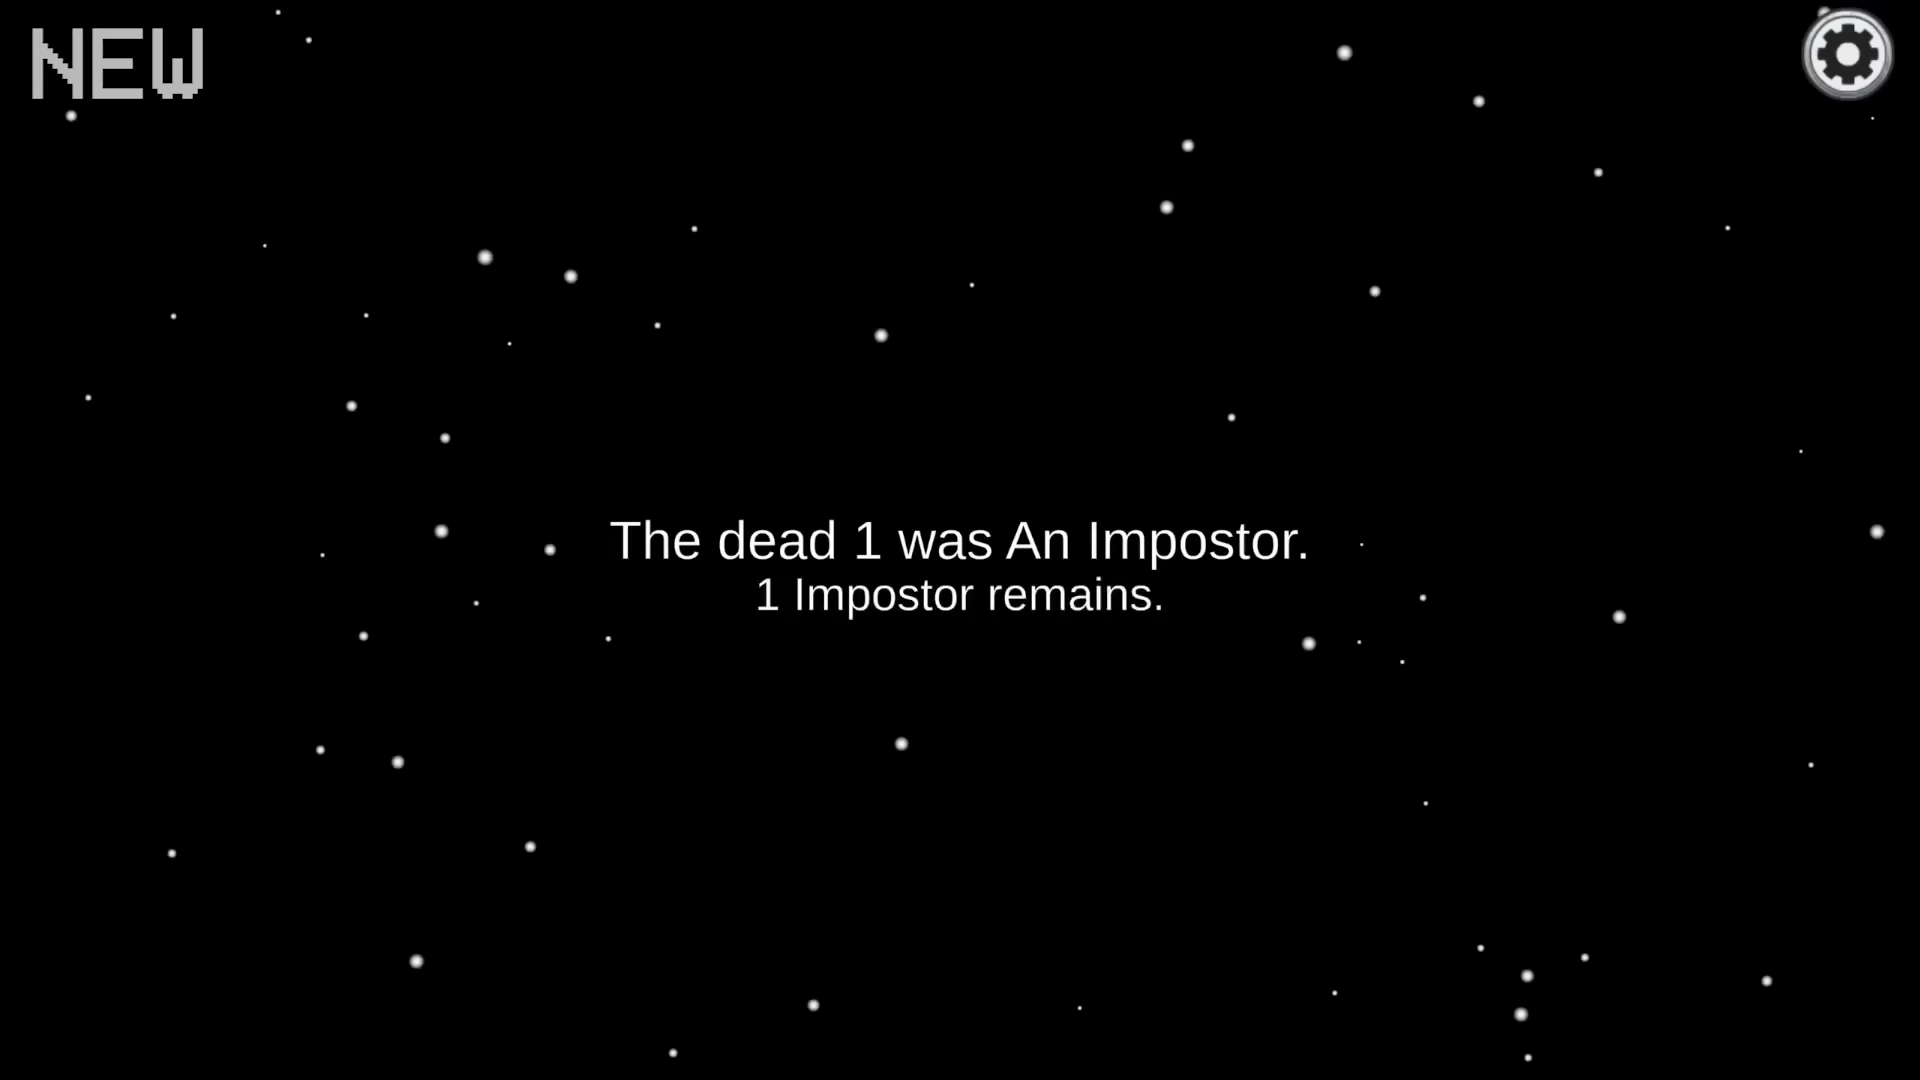 NEW
The dead 1 was An Impostor.
1 Impostor remains.